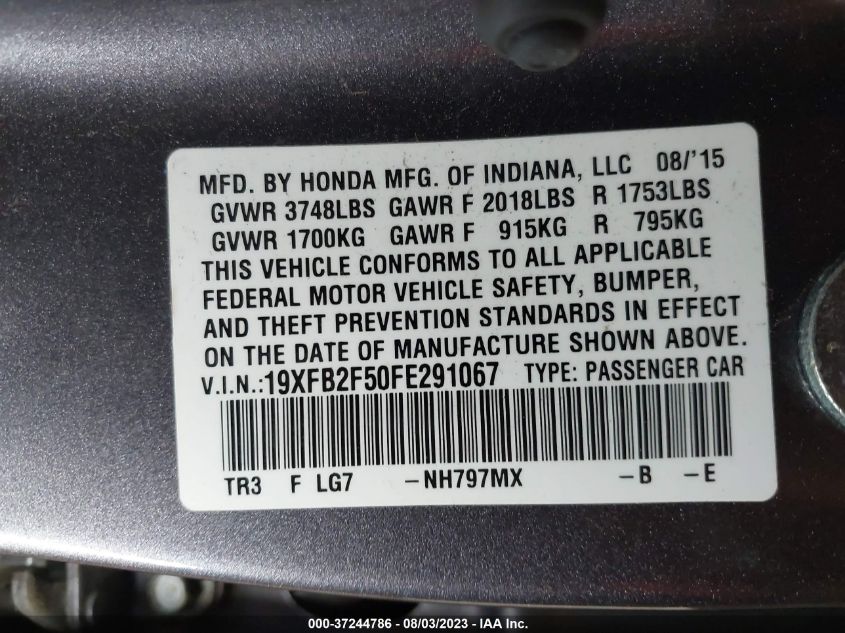 MFD. BY HONDA MFG. OF INDIANA, LLC 08/'15
GVWR 3748LBS GAWR F 2018LBS R 1753LBS
GVWR 1700KG GAWR F 915KG R 795KG
THIS VEHICLE CONFORMS TO ALL APPLICABLE
FEDERAL MOTOR VEHICLE SAFETY, BUMPER,
AND THEFT PREVENTION STANDARDS IN EFFECT
ON THE DATE OF MANUFACTURE SHOWN ABOVE.
V.I.N.:19XFB2F50FE291067 TYPE: PASSENGER CAR
TR3 F LG7 -NH797MX -B -E
000-37244786 - 08/03/2023 - IAA Inc.